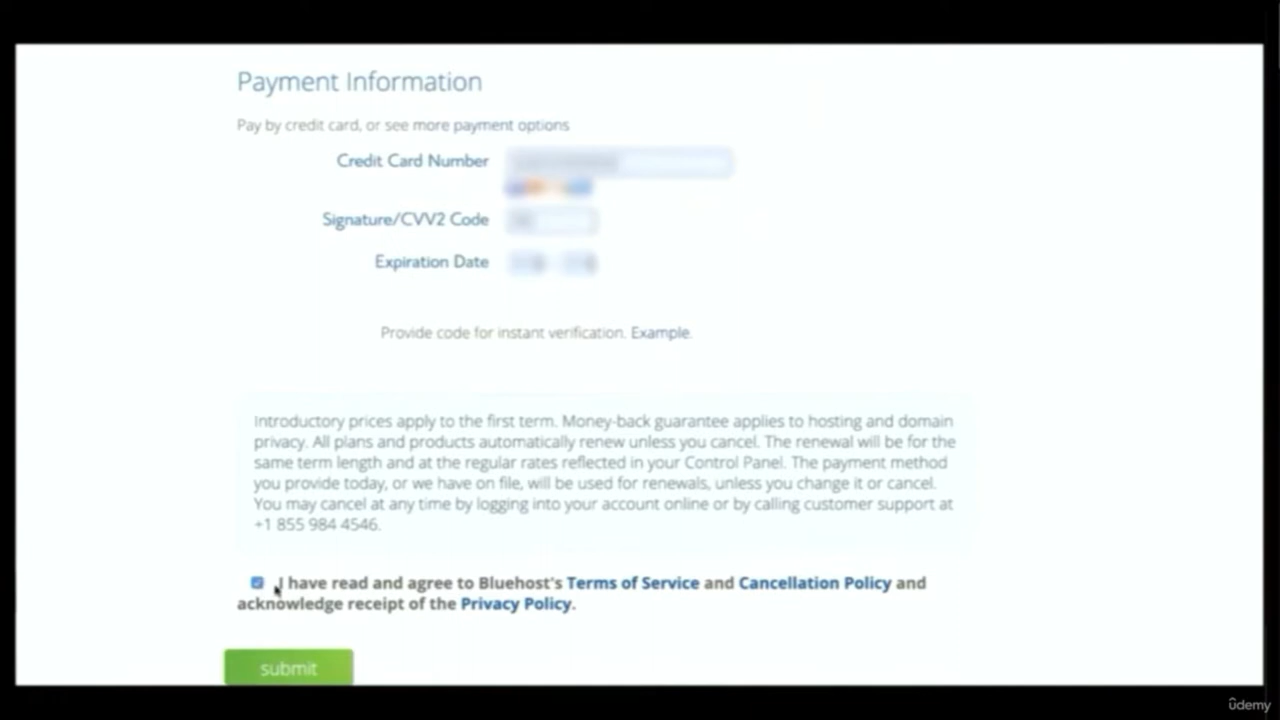 Payment Information
Pay by credit card, or see more payment options
Credit Card Number
Signature/CVV2 Code
Expiration Date
Provide code for instant verification. Example.
Introductory prices apply to the first term. Money-back guarantee applies to hosting and domain
privacy. All plans and products automatically renew unless you cancel. The renewal will be for the
same term length and at the regular rates reflected in your Control Panel. The payment method
you provide today, or we have on file, will be used for renewals, unless you change it or cancel.
You may cancel at any time by logging into your account online or by calling customer support at
+1 855 984 4546.
I have read and agree to Bluehost's Terms of Service and Cancellation Policy and
acknowledge receipt of the Privacy Policy.
submit
udemy